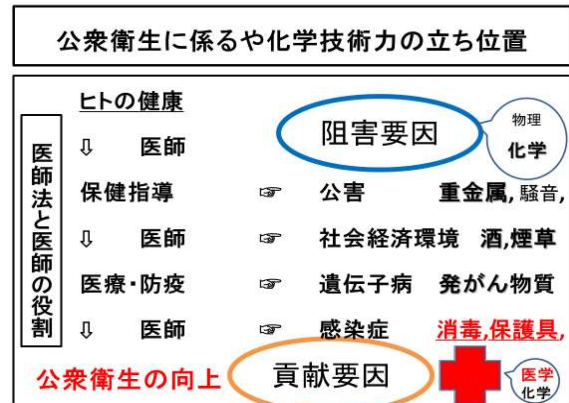 公衆衛生に係るや化学技術力の立ち位置
医師法と医師の役割
ヒトの健康
阻害要因
物理
化学
⇩ 医師
保健指導 ☞ 公害 重金属, 騒音,
⇩ 医師 ☞ 社会経済環境 酒,煙草
医療・防疫 ☞ 遺伝子病 発がん物質
⇩ 医師 ☞ 感染症 消毒,保護具,
公衆衛生の向上 貢献要因
医学
化学